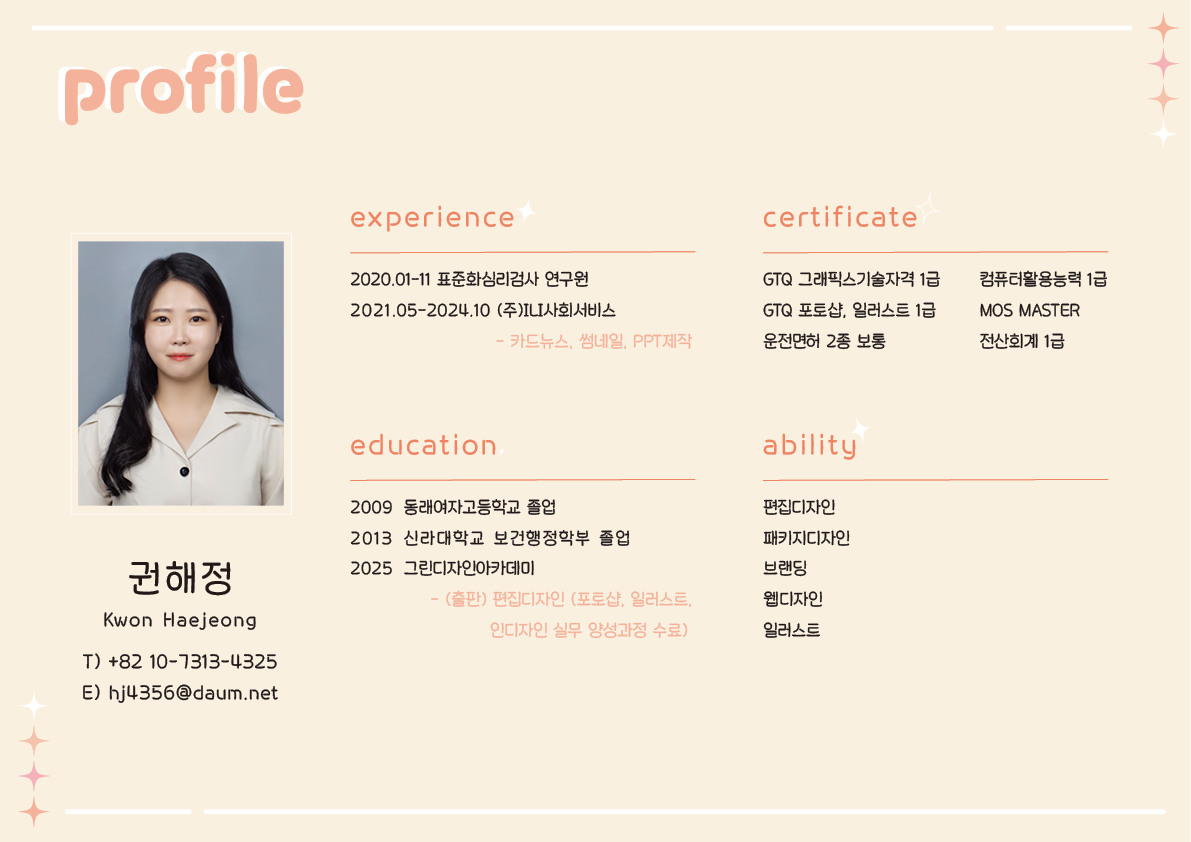 profile
권해정
Kwon Haejeong
T) +82 10-7313-4325
E) hj4356@daum.net
experience
2020.01-11 표준화심리검사 연구원
2021.05-2024.10 (주)ILI사회서비스
- 카드뉴스, 썸네일, PPT제작
education
2009 동래여자고등학교 졸업
2013 신라대학교 보건행정학부 졸업
2025 그린디자인아카데미
- (출판) 편집디자인 (포토샵, 일러스트,
인디자인 실무 양성과정 수료)
certificate
GTQ 그래픽스기술자격 1급
GTQ 포토샵, 일러스트 1급
운전면허 2종 보통
컴퓨터활용능력 1급
MOS MASTER
전산회계 1급
ability
편집디자인
패키지디자인
브랜딩
웹디자인
일러스트